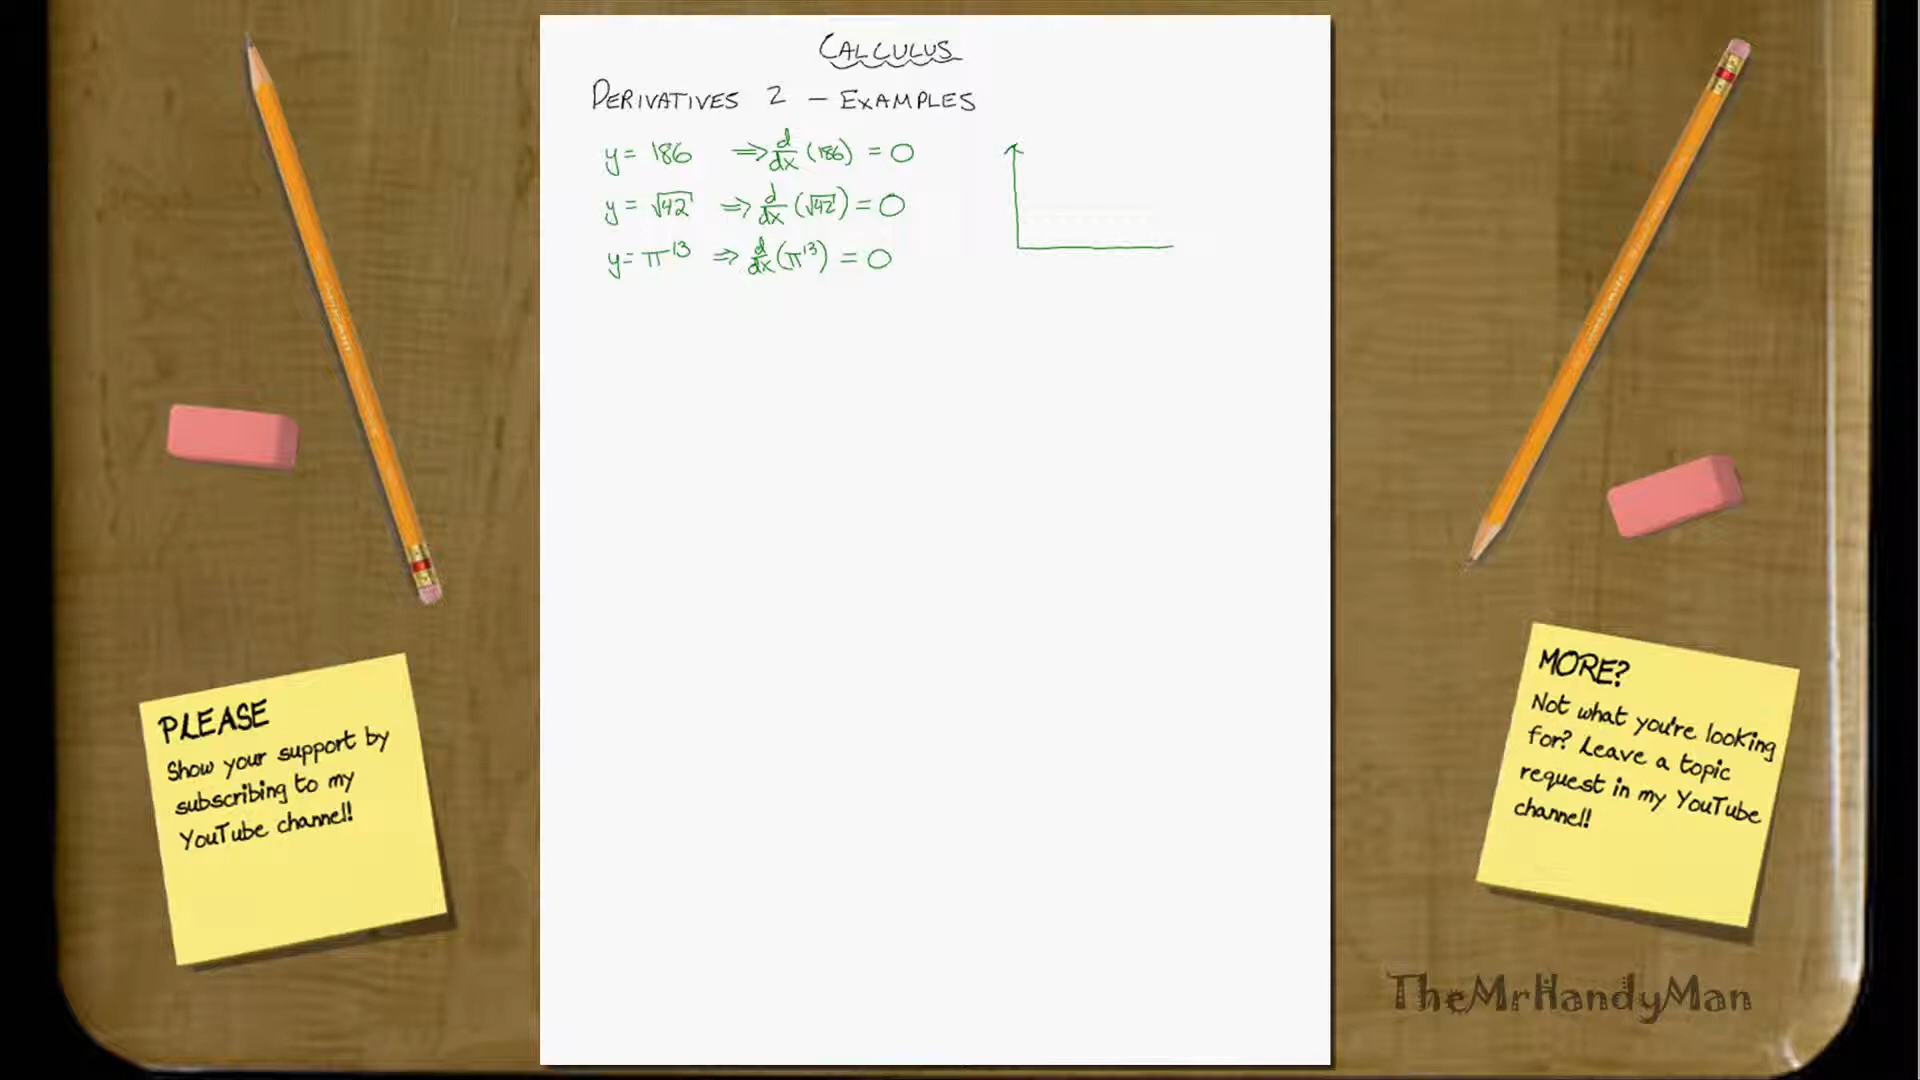 CALCULUS
DERIVATIVES 2 – EXAMPLES
y = 186 ⇒ d/dx (186) = 0
y = √42 ⇒ d/dx (√42) = 0
y = π¹³ ⇒ d/dx (π¹³) = 0
PLEASE
Show your support by
subscribing to my
YouTube channel!
MORE?
Not what you're looking
for? Leave a topic
request in my YouTube
channel!
TheMrHandyMan